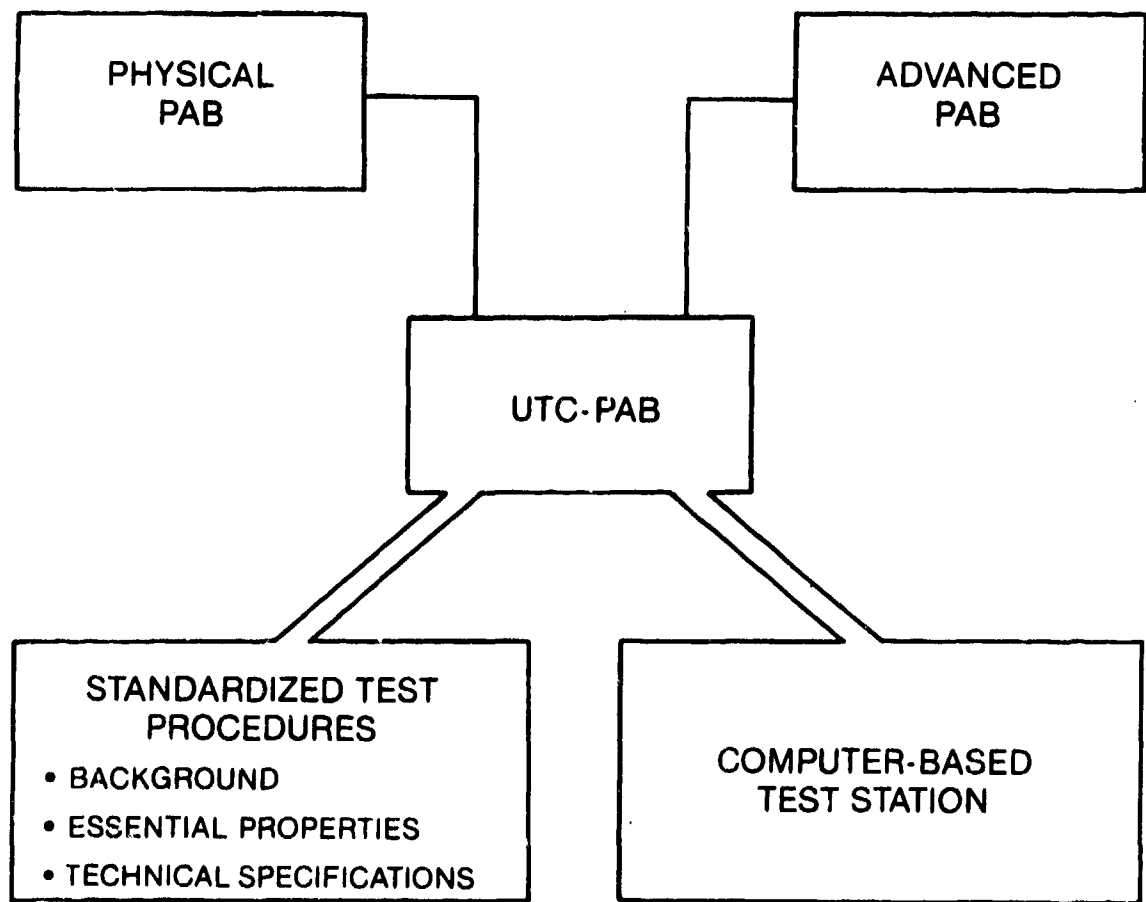 PHYSICAL
PAB
ADVANCED
PAB
UTC-PAB
STANDARDIZED TEST
PROCEDURES
• BACKGROUND
• ESSENTIAL PROPERTIES
• TECHNICAL SPECIFICATIONS
COMPUTER-BASED
TEST STATION